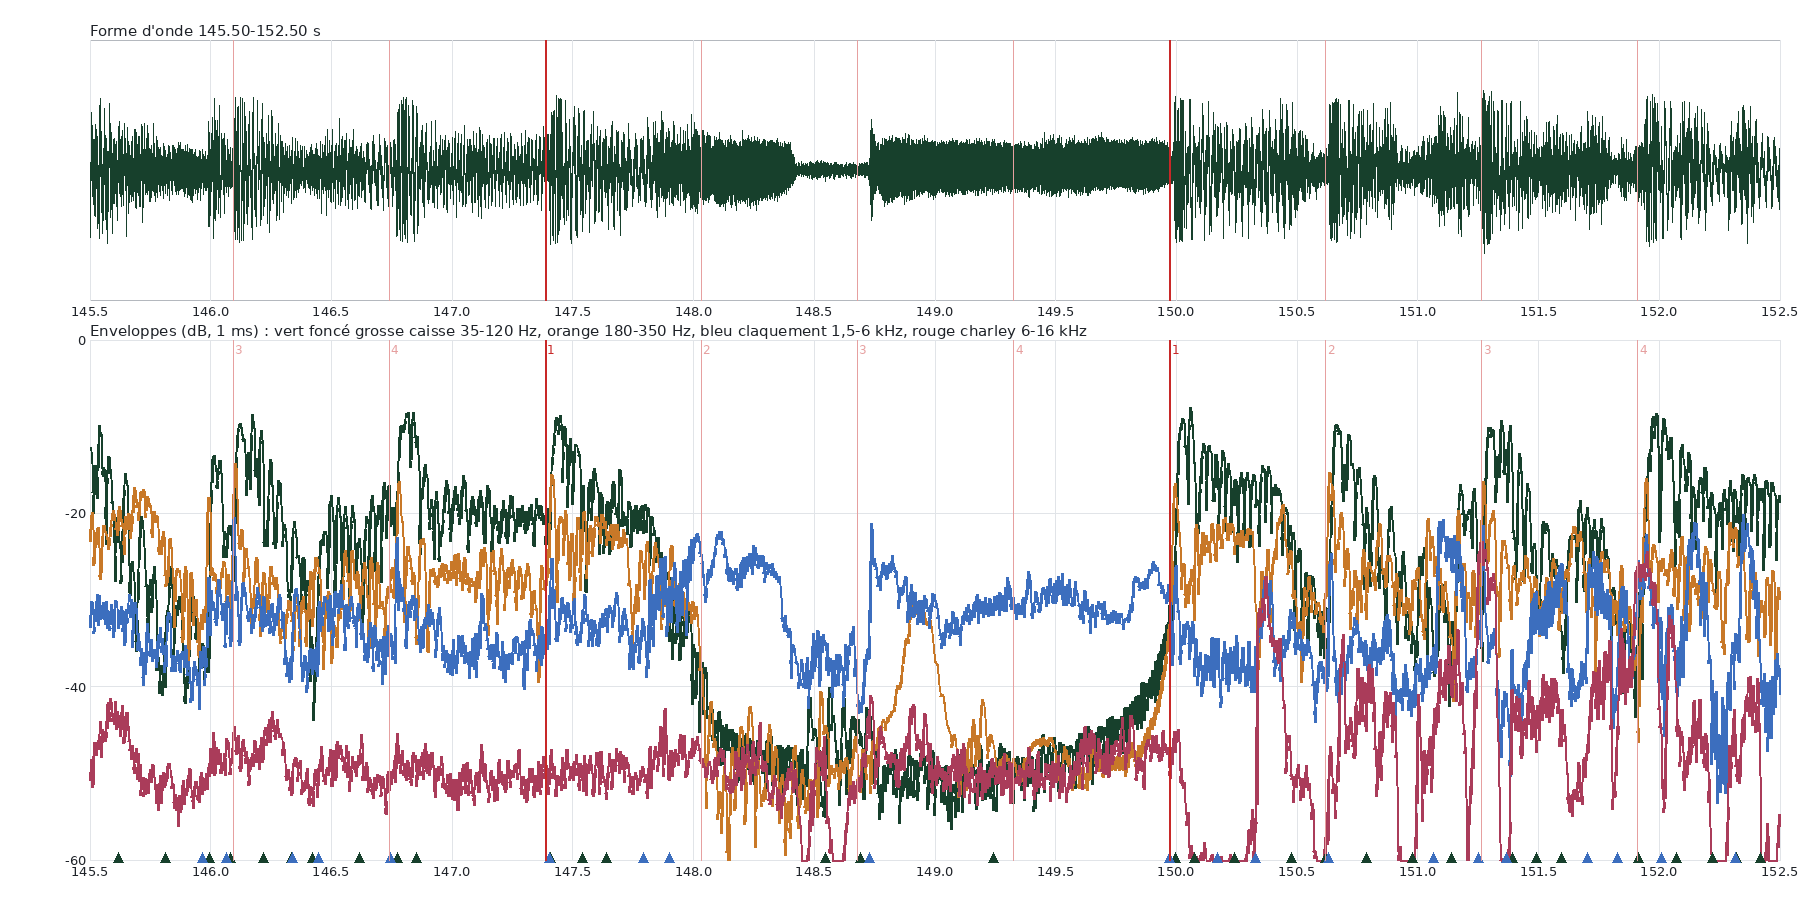 Forme d'onde 145.50-152.50 s
145.5 146.0 146.5 147.0 147.5 148.0 148.5 149.0 149.5 150.0 150.5 151.0 151.5 152.0 152.5
Enveloppes (dB, 1 ms) : vert foncé grosse caisse 35-120 Hz, orange 180-350 Hz, bleu claquement 1,5-6 kHz, rouge charley 6-16 kHz
0
3 4 1 2 3 4 1 2 3 4
-20
-40
-60
145.5 146.0 146.5 147.0 147.5 148.0 148.5 149.0 149.5 150.0 150.5 151.0 151.5 152.0 152.5